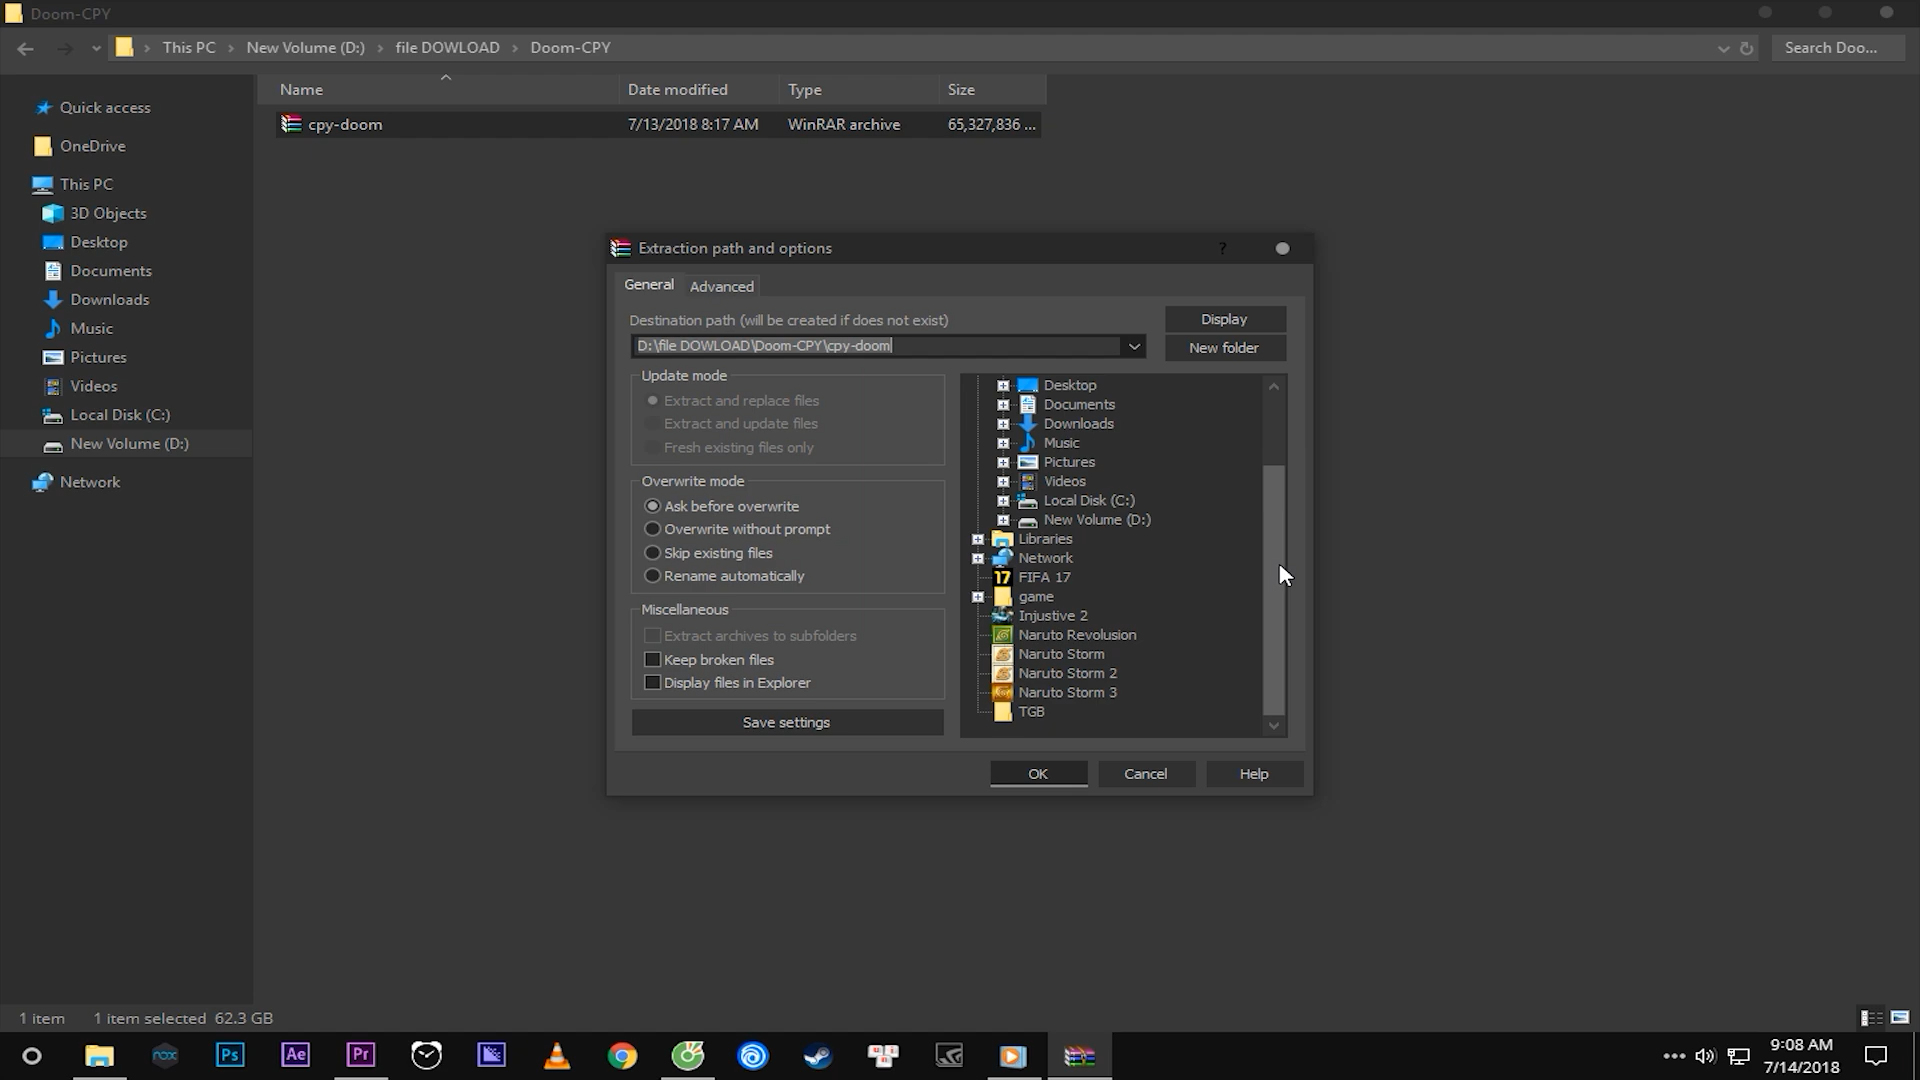 Doom-CPY
This PC
New Volume (D:)
file DOWLOAD
Doom-CPY
Search Doo...
Name
Date modified
Type
Size
cpy-doom
7/13/2018 8:17 AM
WinRAR archive
65,327,836 ...
Quick access
OneDrive
This PC
3D Objects
Desktop
Documents
Downloads
Music
Pictures
Videos
Local Disk (C:)
New Volume (D:)
Network
Extraction path and options
?
General
Advanced
Destination path (will be created if does not exist)
D:\file DOWLOAD\Doom-CPY\cpy-doom
Display
New folder
Update mode
Extract and replace files
Extract and update files
Fresh existing files only
Overwrite mode
Ask before overwrite
Overwrite without prompt
Skip existing files
Rename automatically
Miscellaneous
Extract archives to subfolders
Keep broken files
Display files in Explorer
Save settings
Desktop
Documents
Downloads
Music
Pictures
Videos
Local Disk (C:)
New Volume (D:)
Libraries
Network
17 FIFA 17
game
Injustive 2
Naruto Revolusion
Naruto Storm
Naruto Storm 2
Naruto Storm 3
TGB
OK
Cancel
Help
1 item
1 item selected 62.3 GB
nox
Ps
Ae
Pr
9:08 AM
7/14/2018